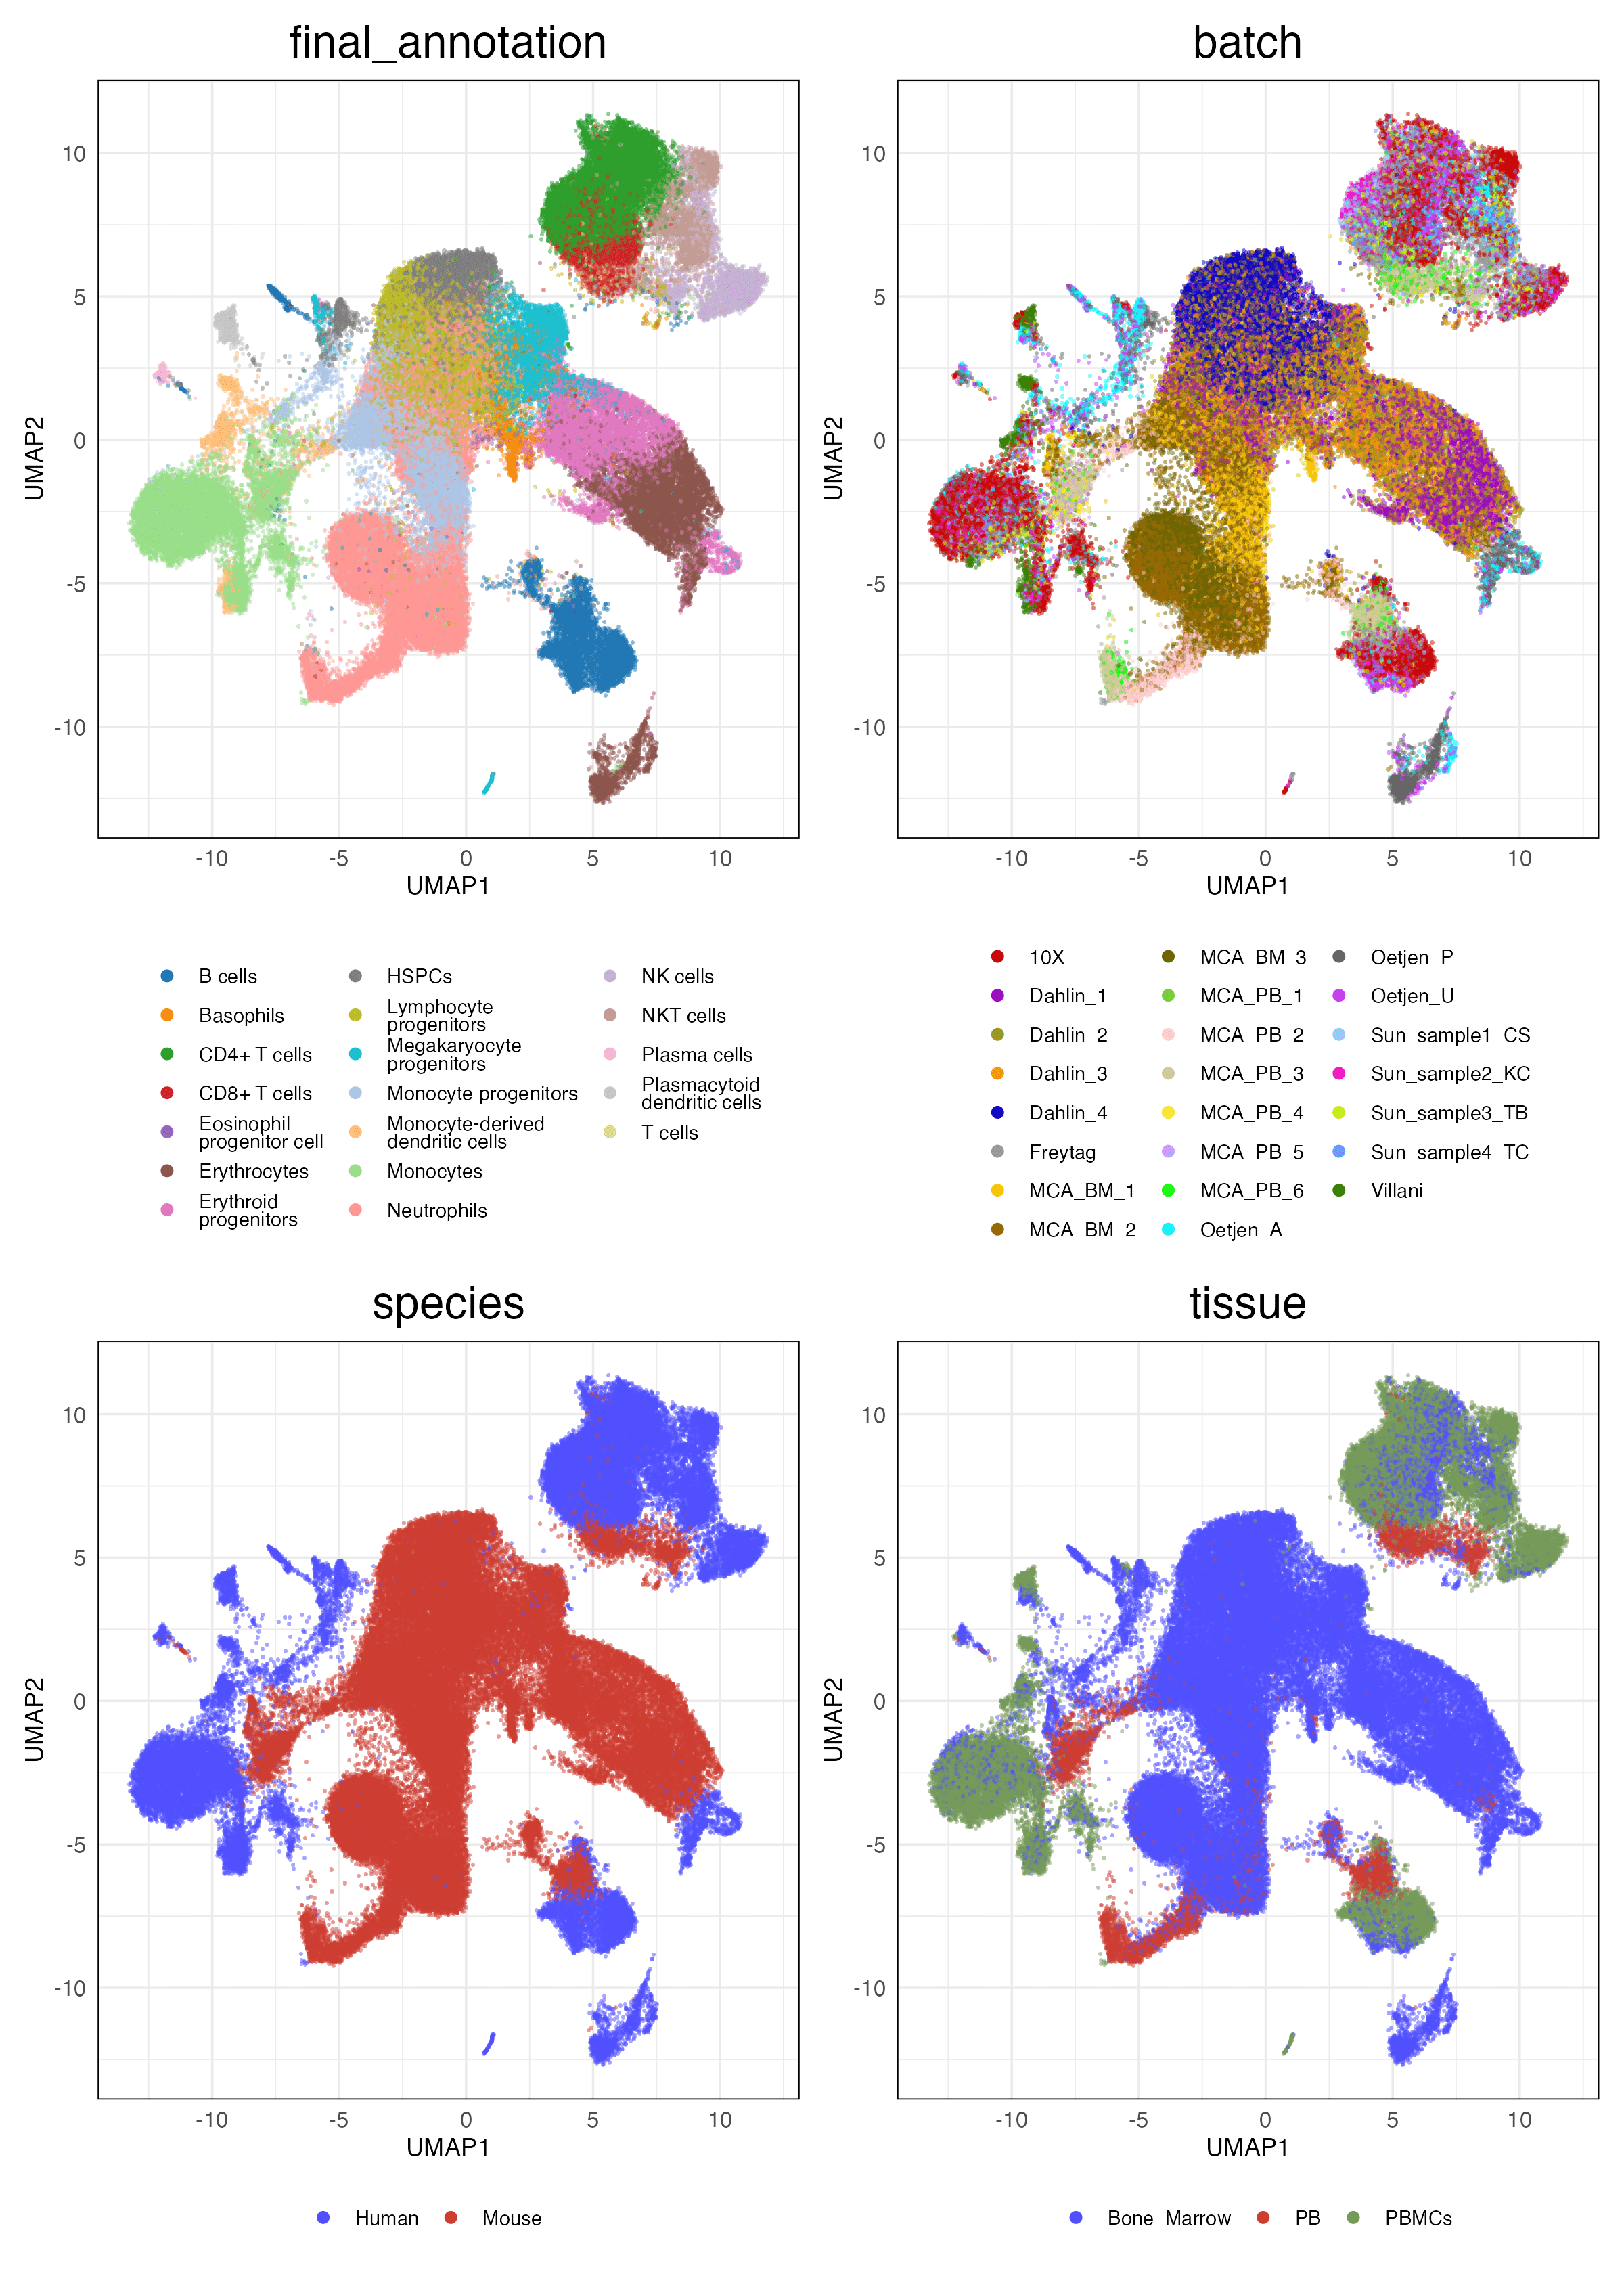 final_annotation
batch
UMAP2
10
5
0
-5
-10
-10
-5
0
5
10
UMAP1
UMAP2
10
5
0
-5
-10
-10
-5
0
5
10
UMAP1
B cells
Basophils
CD4+ T cells
CD8+ T cells
Eosinophil
progenitor cell
Erythrocytes
Erythroid
progenitors
HSPCs
Lymphocyte
progenitors
Megakaryocyte
progenitors
Monocyte progenitors
Monocyte-derived
dendritic cells
Monocytes
Neutrophils
NK cells
NKT cells
Plasma cells
Plasmacytoid
dendritic cells
T cells
10X
Dahlin_1
Dahlin_2
Dahlin_3
Dahlin_4
Freytag
MCA_BM_1
MCA_BM_2
MCA_BM_3
MCA_PB_1
MCA_PB_2
MCA_PB_3
MCA_PB_4
MCA_PB_5
MCA_PB_6
Oetjen_A
Oetjen_P
Oetjen_U
Sun_sample1_CS
Sun_sample2_KC
Sun_sample3_TB
Sun_sample4_TC
Villani
species
tissue
UMAP2
10
5
0
-5
-10
-10
-5
0
5
10
UMAP1
UMAP2
10
5
0
-5
-10
-10
-5
0
5
10
UMAP1
Human
Mouse
Bone_Marrow
PB
PBMCs